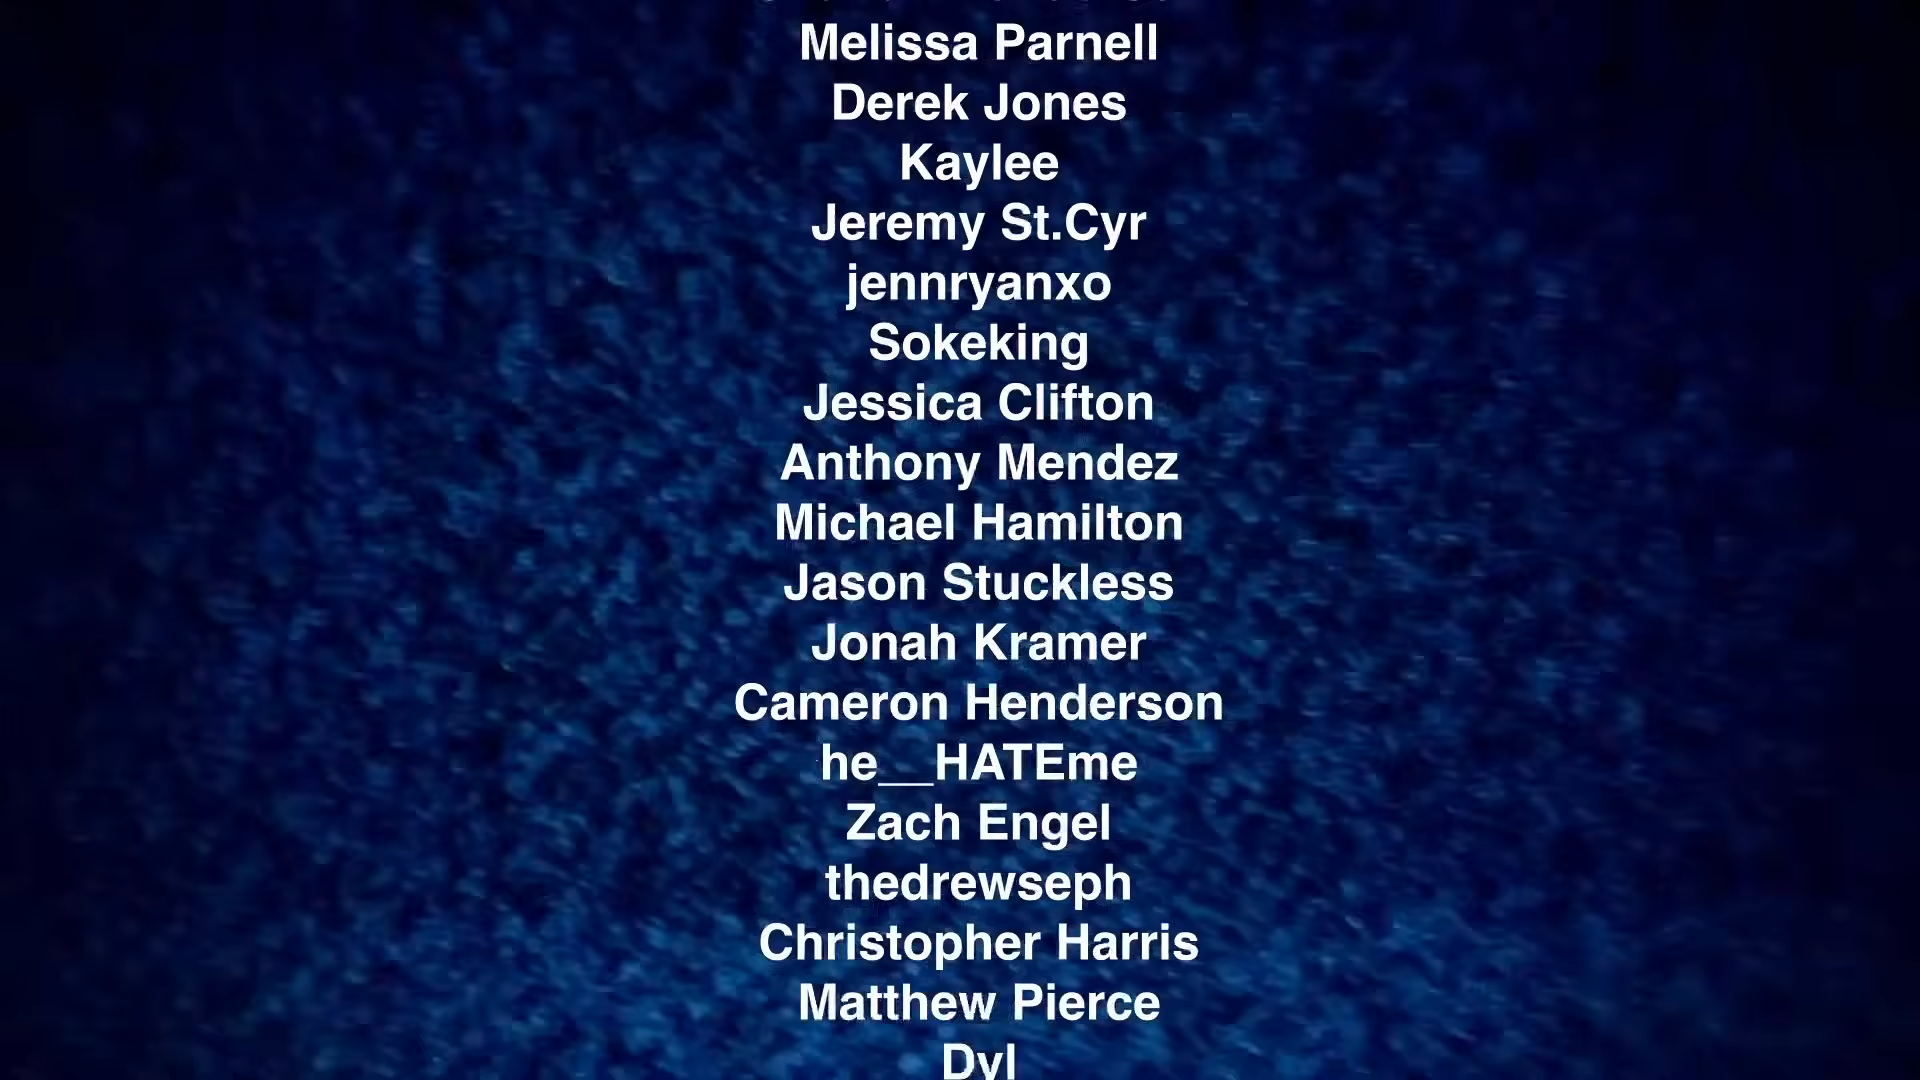 Melissa Parnell
Derek Jones
Kaylee
Jeremy St.Cyr
jennryanxo
Sokeking
Jessica Clifton
Anthony Mendez
Michael Hamilton
Jason Stuckless
Jonah Kramer
Cameron Henderson
he__HATEme
Zach Engel
thedrewseph
Christopher Harris
Matthew Pierce
Dyl